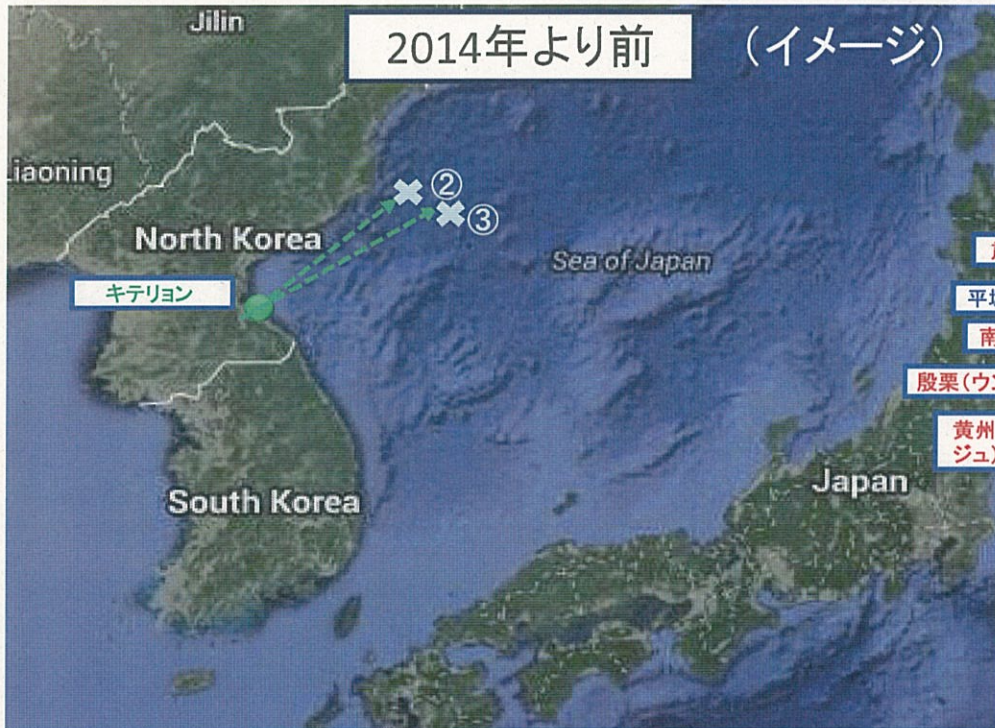 Jilin
2014年より前
(イメージ)
Liaoning
②
③
North Korea
Sea of Japan
キテリョン
平
南
殷栗(ウン
黄州
ジュ)
Japan
South Korea